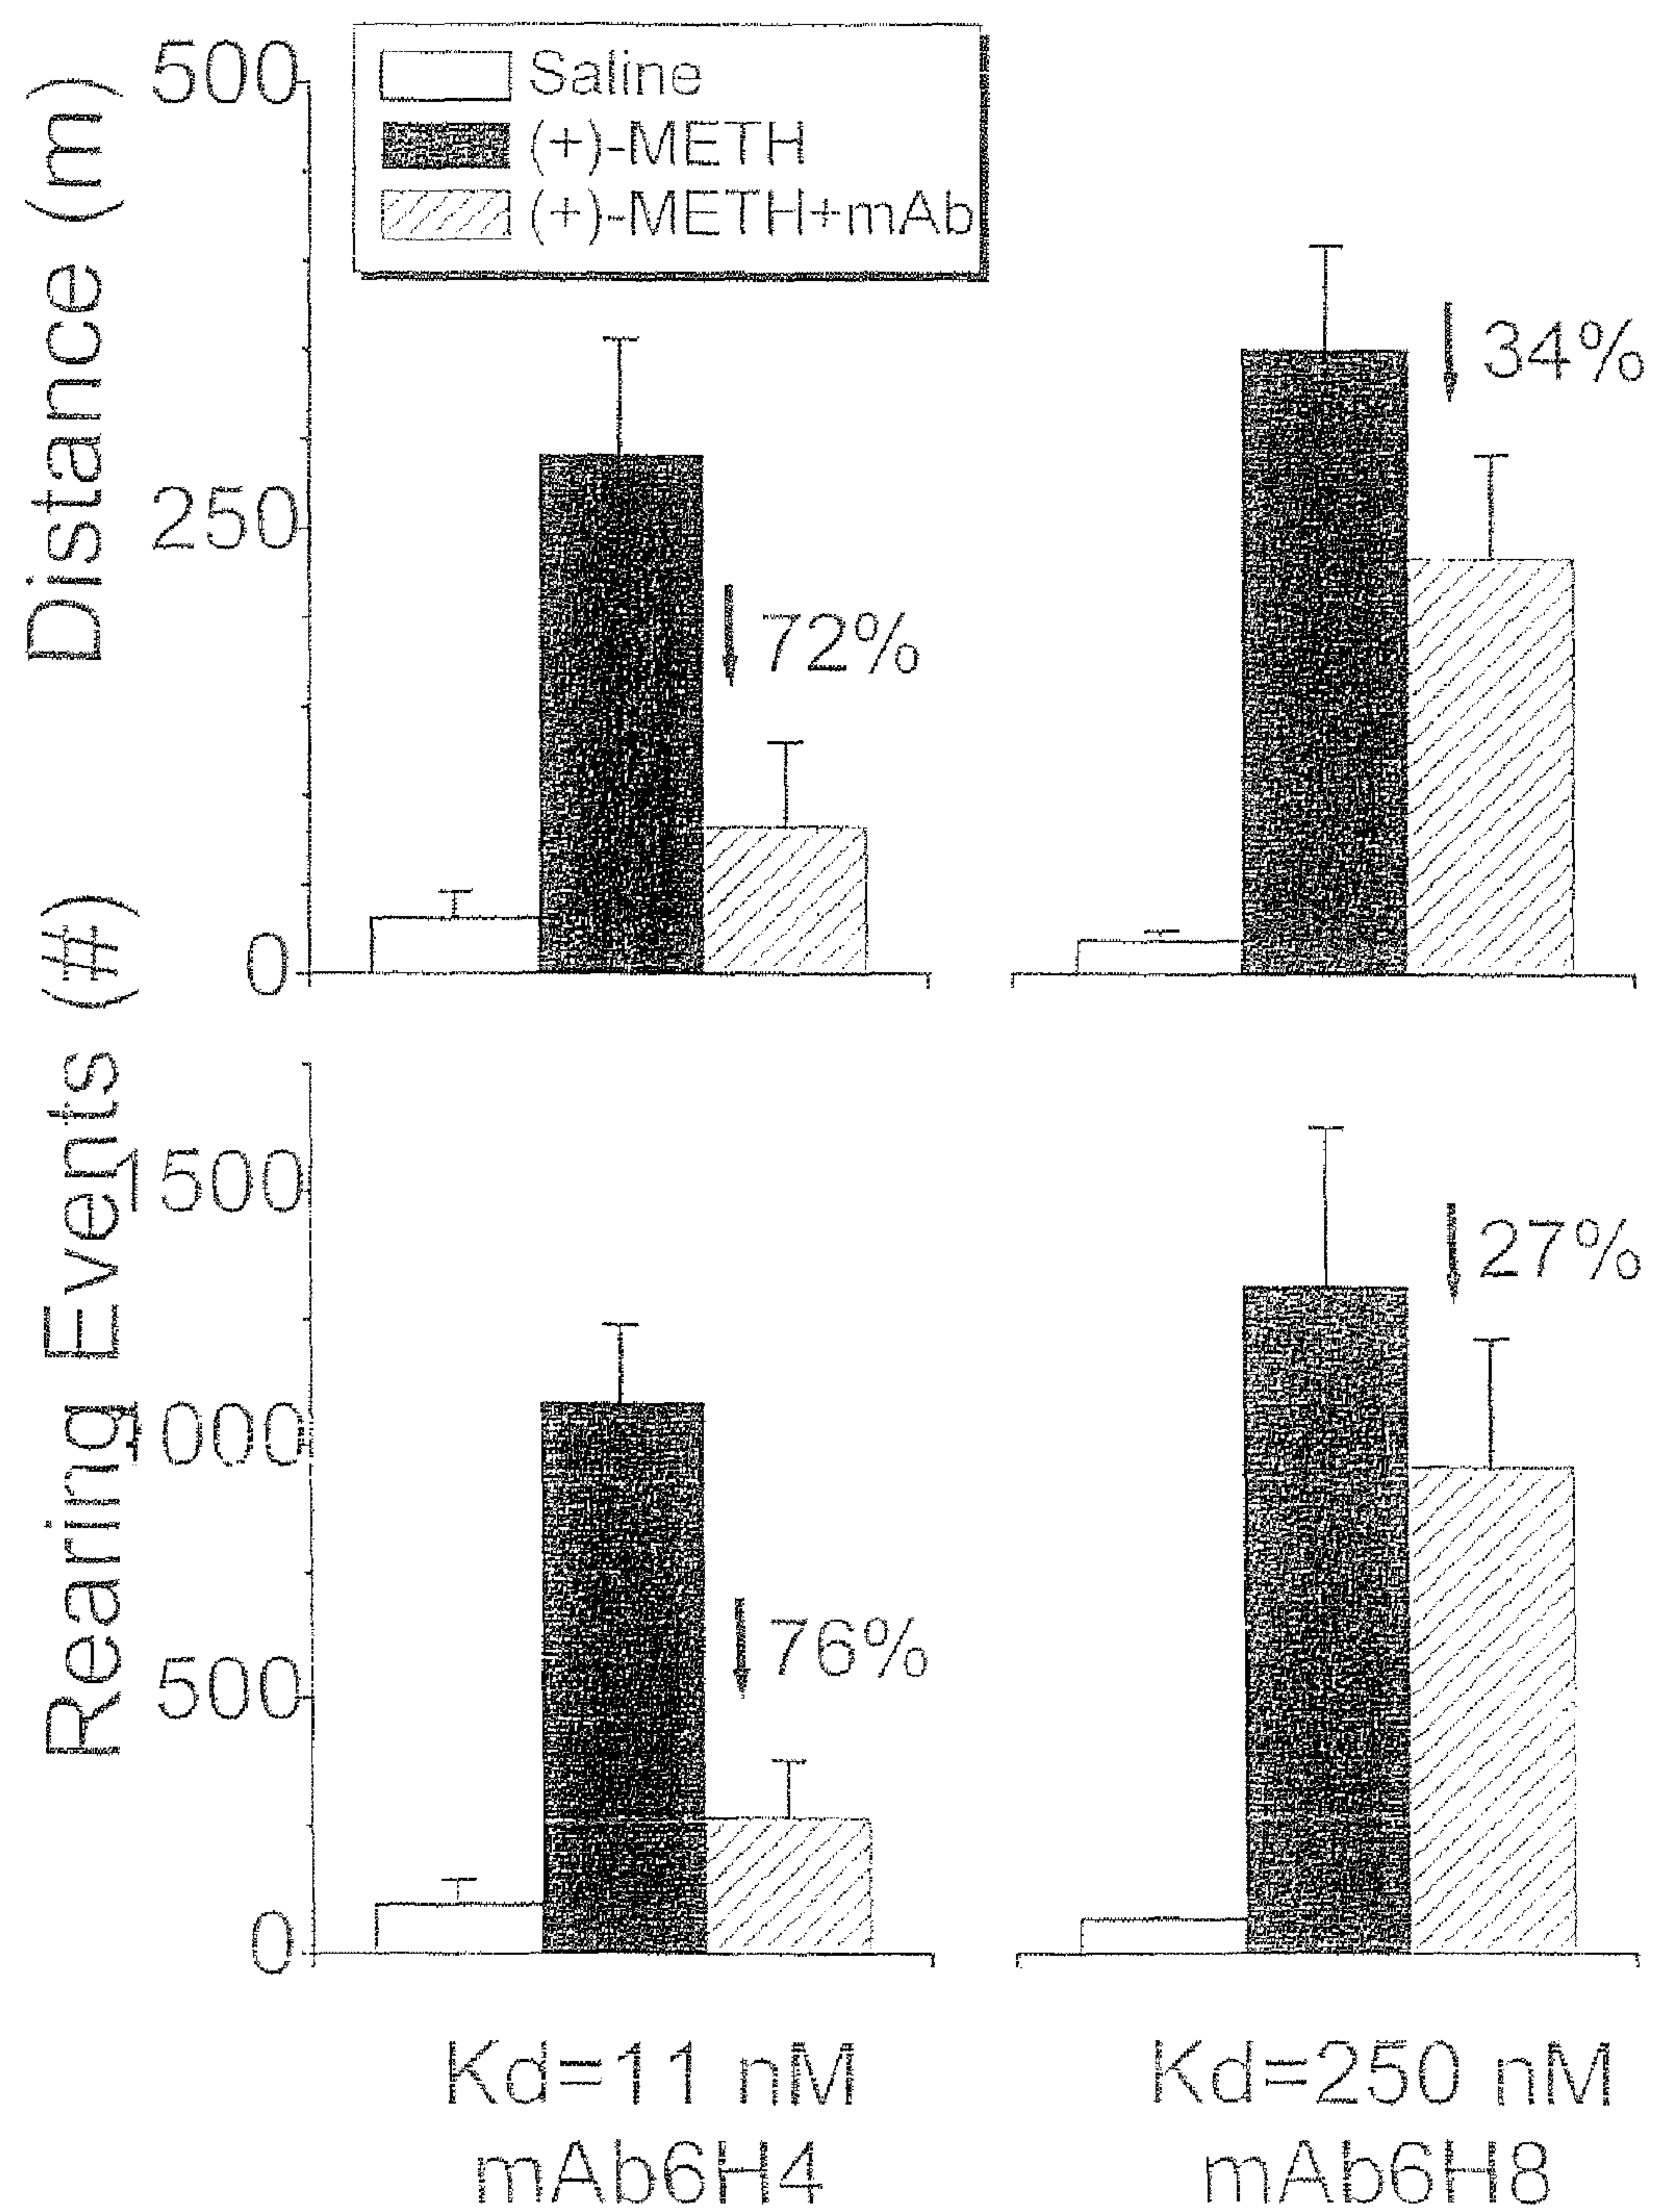 Distance (m)
500
250
0
Saline
(+)-METH
(+)-METH+mAb
72%
34%
Rearing Events (#)
1500
1000
500
0
76%
27%
Kd=11 nM
mAb6H4
Kd=250 nM
mAb6H8